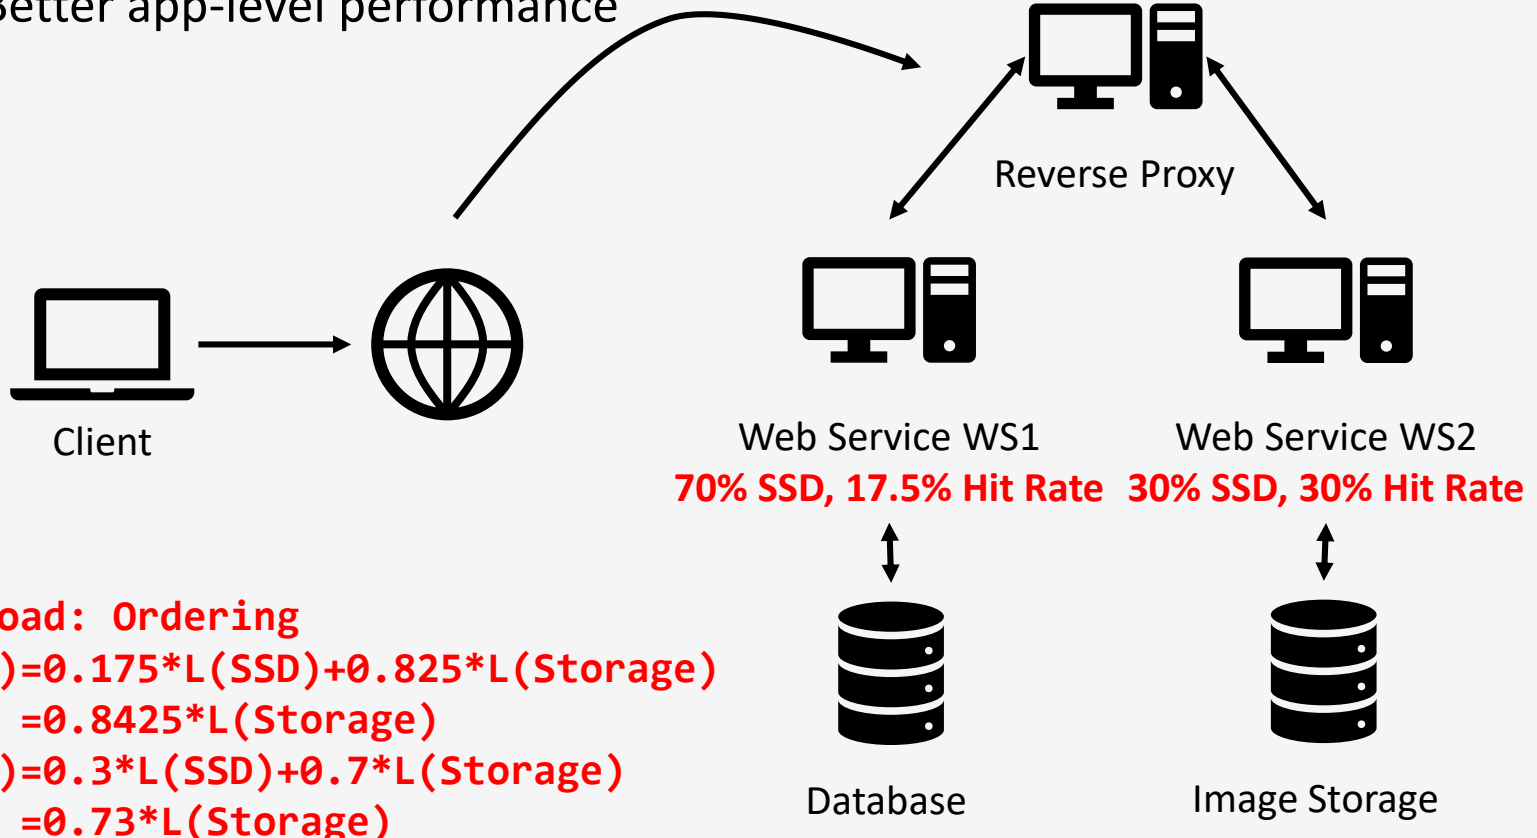 Better app-level performance
Reverse Proxy
Client
Web Service WS1
Web Service WS2
70% SSD, 17.5% Hit Rate
30% SSD, 30% Hit Rate
oad: Ordering
)=0.175*L(SSD)+0.825*L(Storage)
=0.8425*L(Storage)
)=0.3*L(SSD)+0.7*L(Storage)
=0.73*L(Storage)
Database
Image Storage